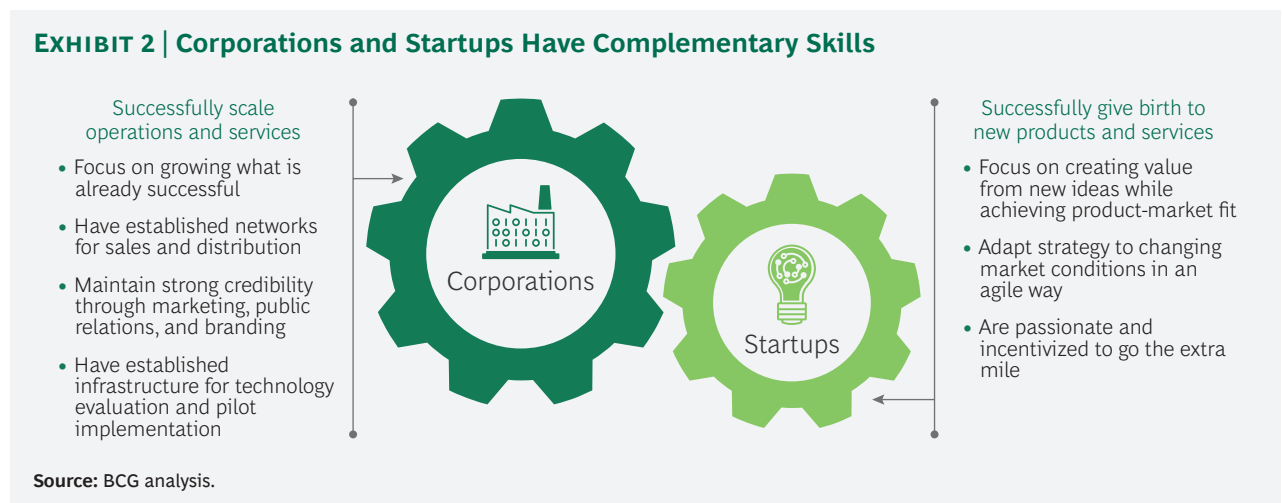 EXHIBIT 2 | Corporations and Startups Have Complementary Skills
Successfully scale
operations and services
• Focus on growing what is
already successful
• Have established networks
for sales and distribution
• Maintain strong credibility
through marketing, public
relations, and branding
• Have established
infrastructure for technology
evaluation and pilot
implementation
Corporations
Startups
Successfully give birth to
new products and services
• Focus on creating value
from new ideas while
achieving product-market fit
• Adapt strategy to changing
market conditions in an
agile way
• Are passionate and
incentivized to go the extra
mile
Source: BCG analysis.